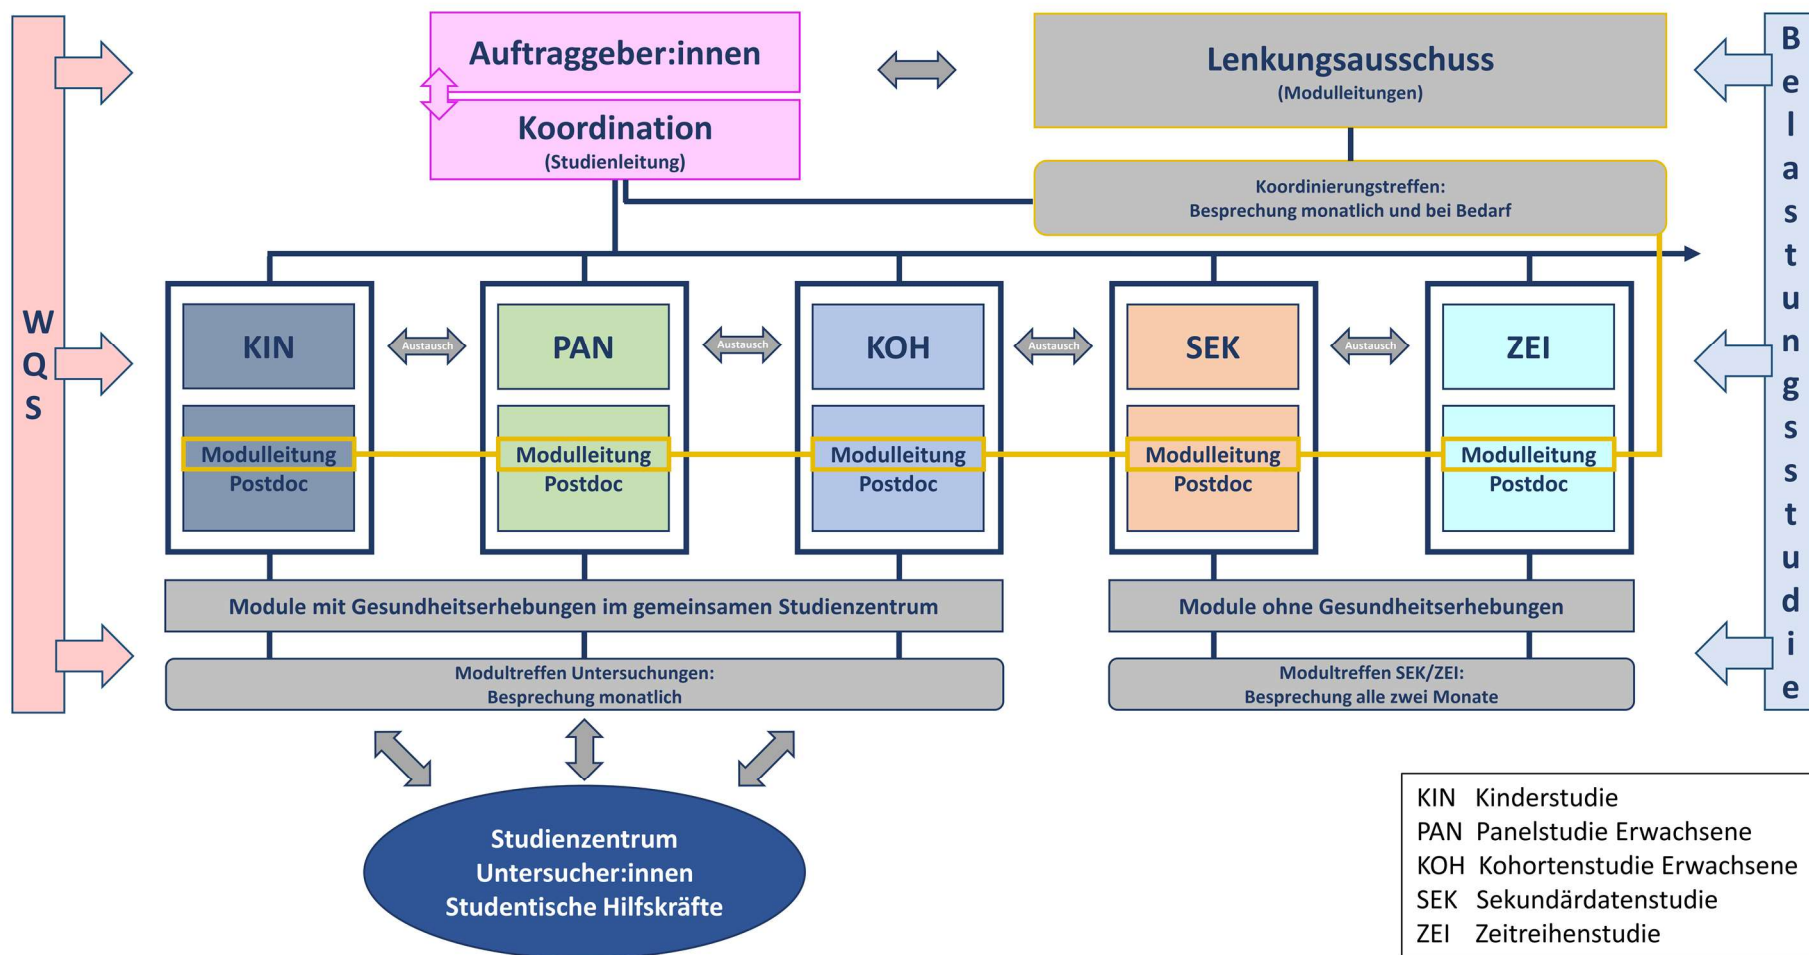 WQS
Auftraggeber:innen
Koordination
(Studienleitung)
Lenkungsausschuss
(Modulleitungen)
Koordinierungstreffen:
Besprechung monatlich und bei Bedarf
Belastungsstudie
KIN
Austausch
PAN
Austausch
KOH
Austausch
SEK
Austausch
ZEI
Modulleitung
Postdoc
Modulleitung
Postdoc
Modulleitung
Postdoc
Modulleitung
Postdoc
Modulleitung
Postdoc
Module mit Gesundheitserhebungen im gemeinsamen Studienzentrum
Module ohne Gesundheitserhebungen
Modultreffen Untersuchungen:
Besprechung monatlich
Modultreffen SEK/ZEI:
Besprechung alle zwei Monate
Studienzentrum
Untersucher:innen
Studentische Hilfskräfte
KIN Kinderstudie
PAN Panelstudie Erwachsene
KOH Kohortenstudie Erwachsene
SEK Sekundärdatenstudie
ZEI Zeitreihenstudie